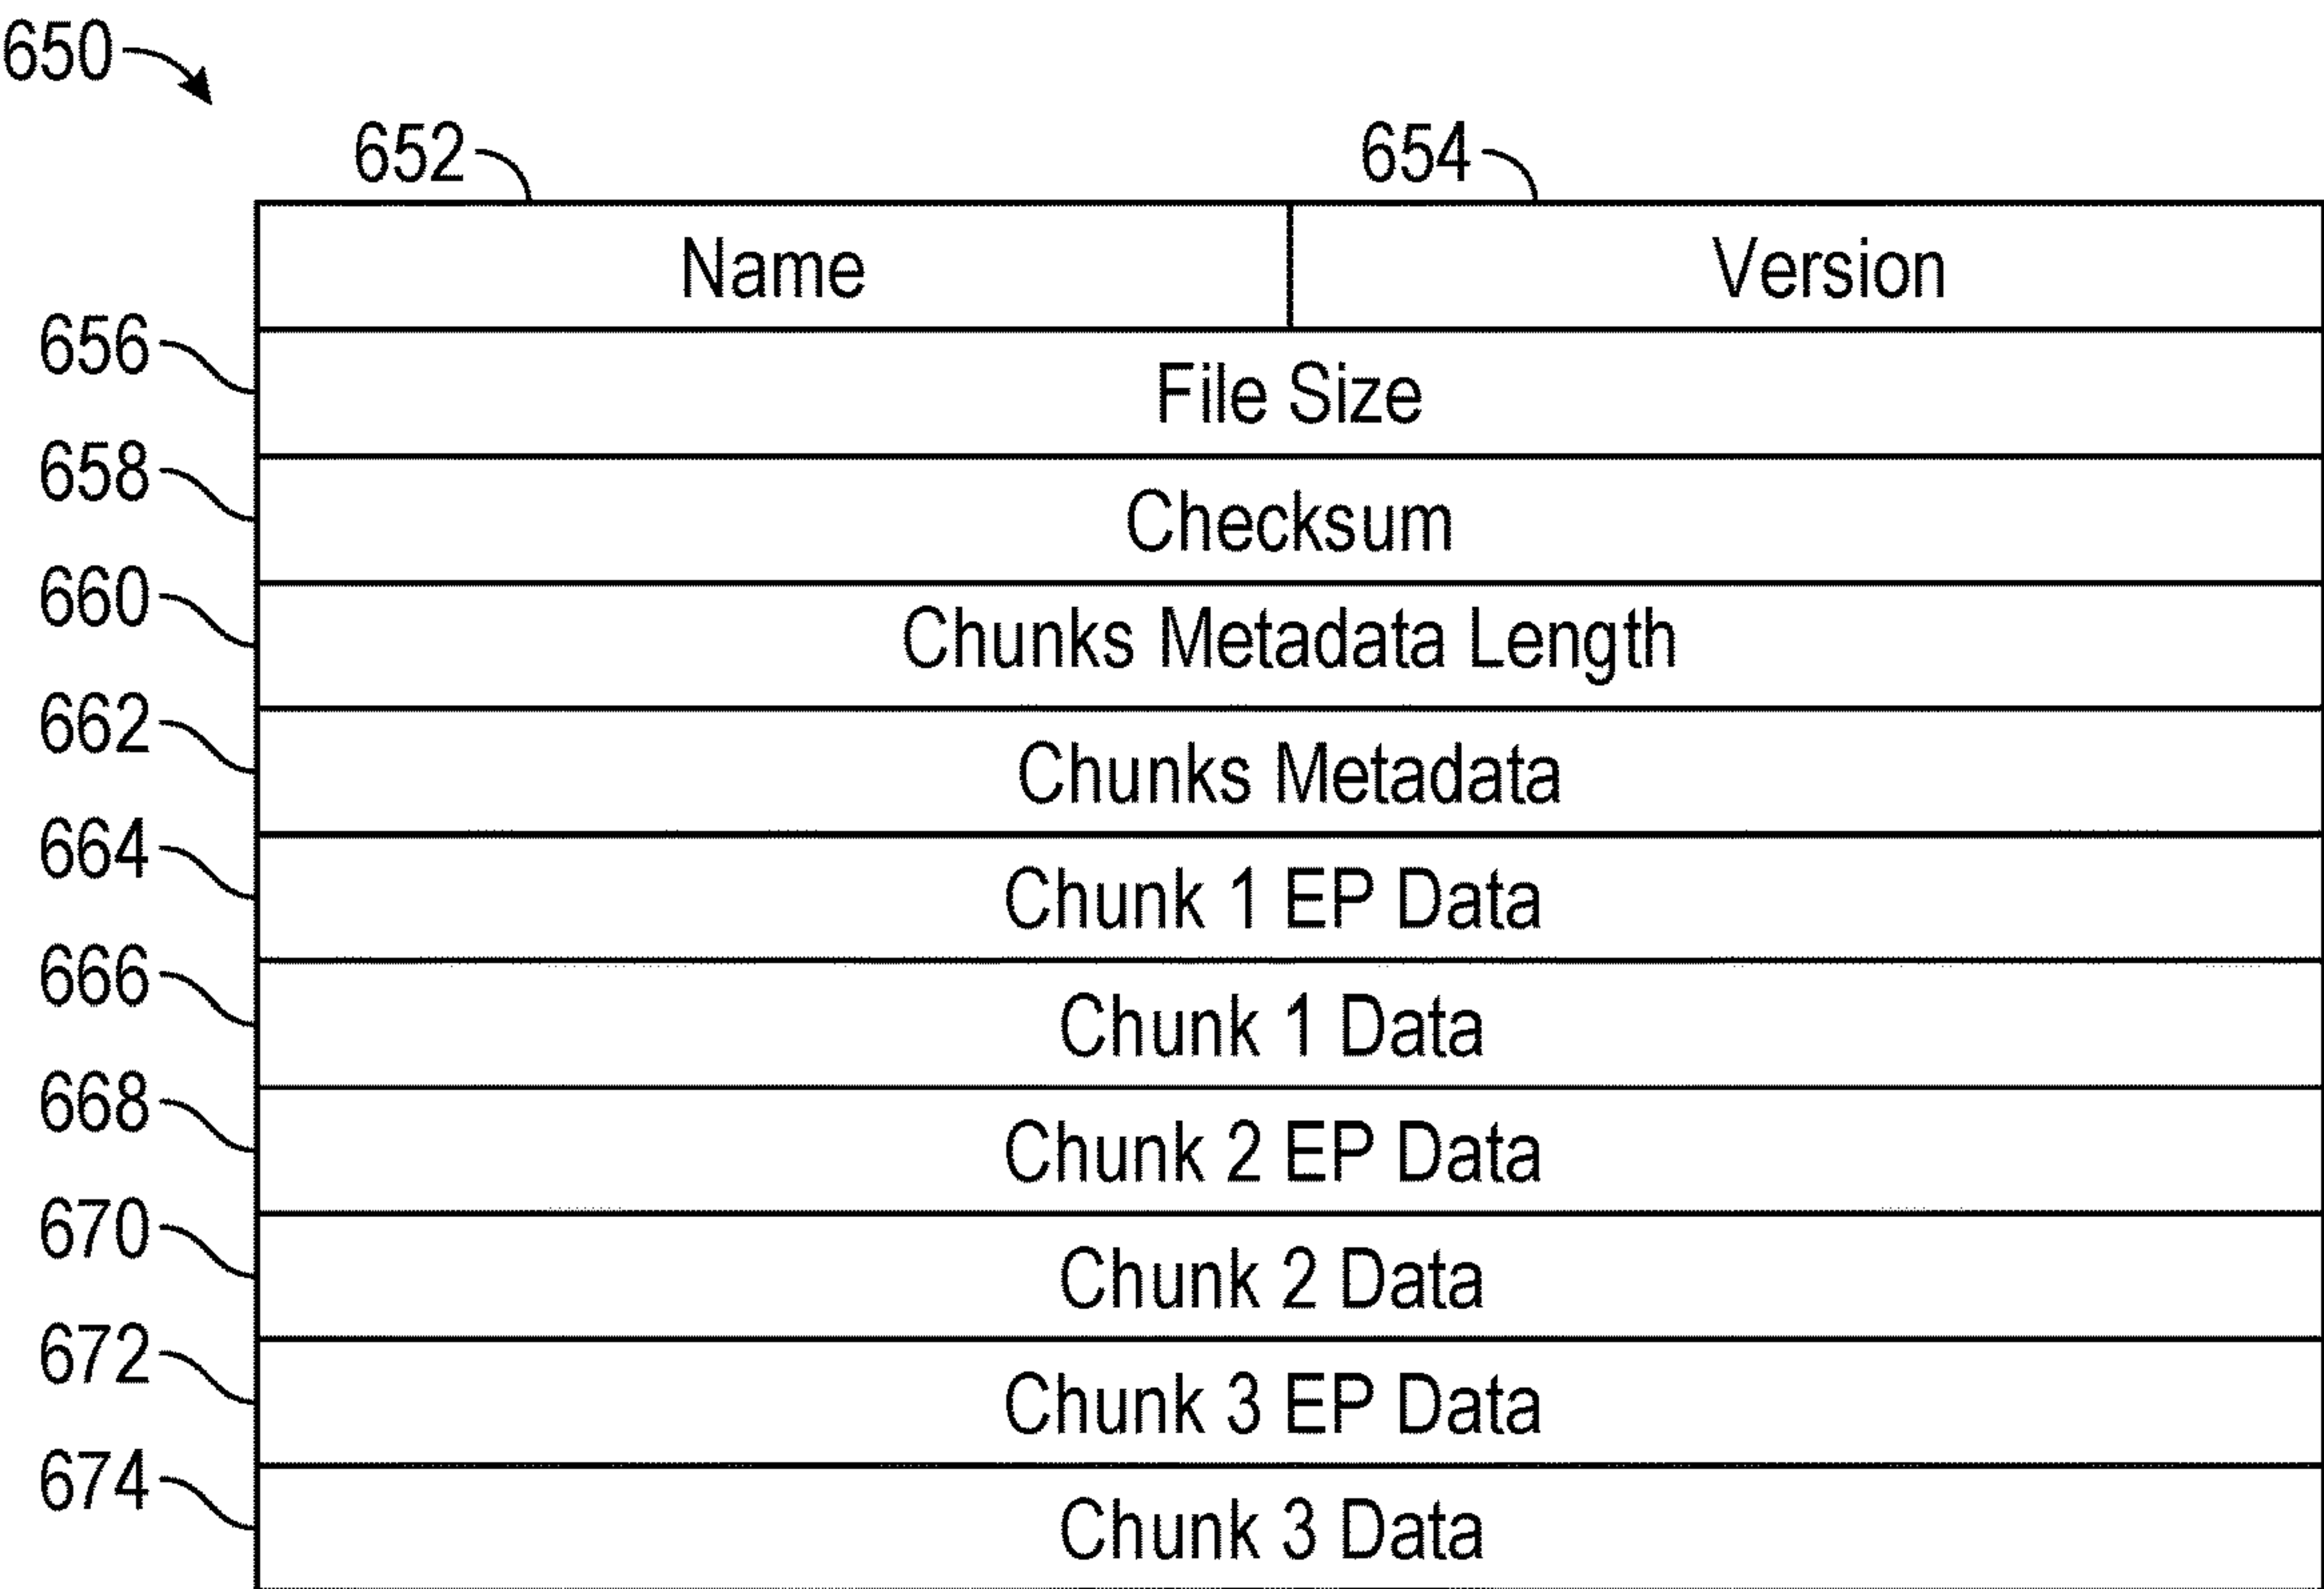 650
652 654
Name Version
656 File Size
658 Checksum
660 Chunks Metadata Length
662 Chunks Metadata
664 Chunk 1 EP Data
666 Chunk 1 Data
668 Chunk 2 EP Data
670 Chunk 2 Data
672 Chunk 3 EP Data
674 Chunk 3 Data